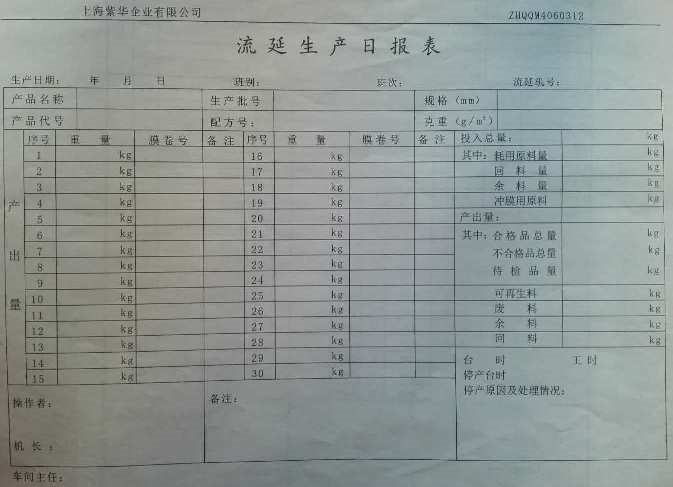 上海紫华企业有限公司 ZHQQW4060312
流延生产日报表
生产日期： 年 月 日 班别： 班次： 流延机号：
产品名称 生产批号 规格（mm）
产品代号 配方号： 克重（g/m²）
序号 重量 膜卷号 备注 序号 重量 膜卷号 备注 投入总量： kg
1 kg 16 kg 其中：耗用原料量 kg
2 kg 17 kg 回料量 kg
3 kg 18 kg 余料量 kg
4 kg 19 kg 冲膜用原料 kg
5 kg 20 kg 产出量：
6 kg 21 kg 其中：合格品总量 kg
7 kg 22 kg 不合格品总量 kg
8 kg 23 kg 待检品量 kg
9 kg 24 kg
10 kg 25 kg 可再生料 kg
11 kg 26 kg 废料 kg
12 kg 27 kg 余料 kg
13 kg 28 kg 回料 kg
14 kg 29 kg 台时 工时
15 kg 30 kg 停产台时
产出量
停产原因及处理情况：
操作者： 备注：
机长：
车间主任：